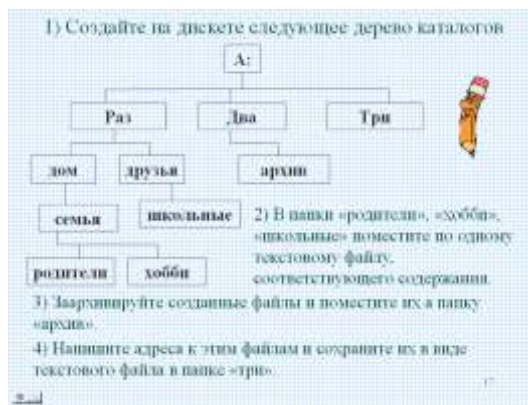 1) Создайте на дискете следующее дерево каталогов
А:
Раз Два Три
дом друзья архив
семья школьные
родители хобби
2) В папки «родители», «хобби»,
«школьные» поместите по одному
текстовому файлу,
соответствующего содержания.
3) Заархивируйте созданные файлы и поместите их а папку
«архив».
4) Напишите адреса к этим файлам и сохраните их в виде
текстового файла в папке «три».
17